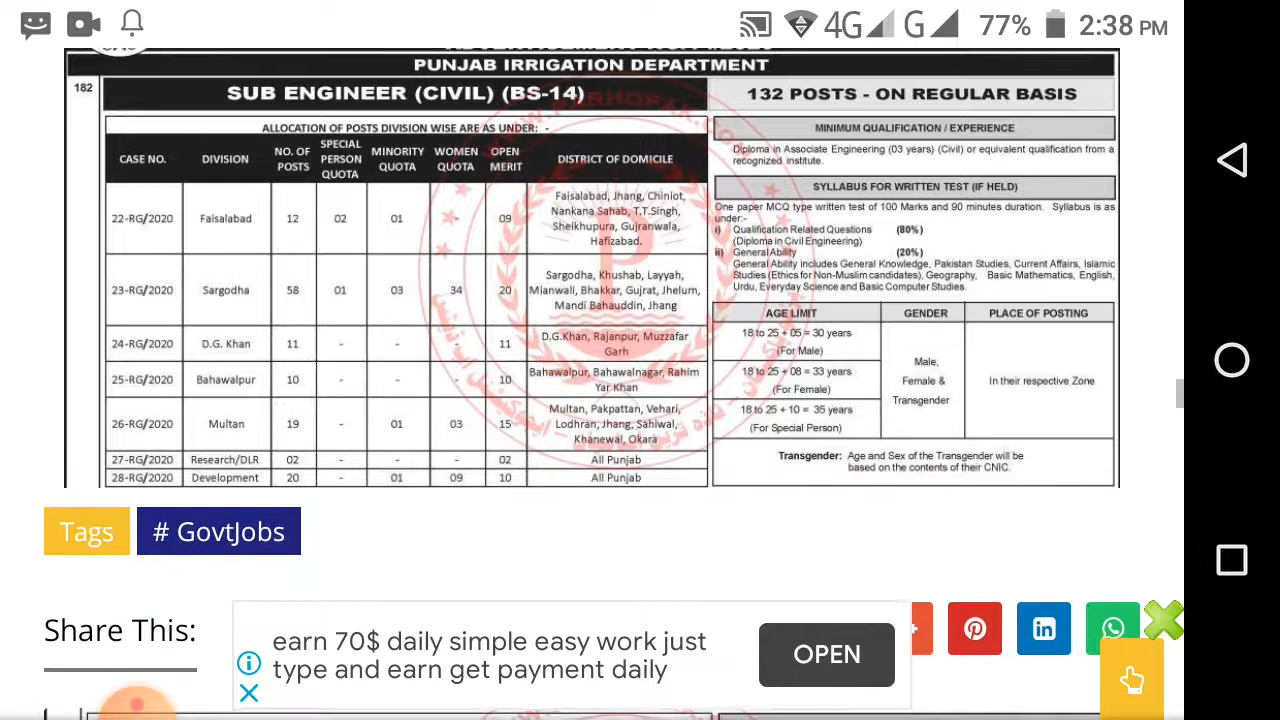 4G G 77% 2:38 PM
PUNJAB IRRIGATION DEPARTMENT
182
SUB ENGINEER (CIVIL) (BS-14)
132 POSTS - ON REGULAR BASIS
ALLOCATION OF POSTS DIVISION WISE ARE AS UNDER: -
CASE NO. DIVISION NO. OF POSTS SPECIAL PERSON QUOTA MINORITY QUOTA WOMEN QUOTA OPEN MERIT DISTRICT OF DOMICILE
22-RG/2020 Faisalabad 12 02 01 - 09 Faisalabad, Jhang, Chiniot,
Nankana Sahab, T.T.Singh,
Sheikhupura, Gujranwala,
Hafizabad.
23-RG/2020 Sargodha 58 01 03 34 20 Sargodha, Khushab, Layyah,
Mianwali, Bhakkar, Gujrat, Jhelum,
Mandi Bahauddin, Jhang
24-RG/2020 D.G. Khan 11 - - - 11 D.G.Khan, Rajanpur, Muzzafar
Garh
25-RG/2020 Bahawalpur 10 - - - 10 Bahawalpur, Bahawalnagar, Rahim
Yar Khan
26-RG/2020 Multan 19 - 01 03 15 Multan, Pakpattan, Vehari,
Lodhran, Jhang, Sahiwal,
Khanewal, Okara
27-RG/2020 Research/DLR 02 - - - 02 All Punjab
28-RG/2020 Development 20 - 01 09 10 All Punjab
MINIMUM QUALIFICATION / EXPERIENCE
Diploma in Associate Engineering (03 years) (Civil) or equivalent qualification from a
recognized institute.
SYLLABUS FOR WRITTEN TEST (IF HELD)
One paper MCQ type written test of 100 Marks and 90 minutes duration. Syllabus is as
under:-
i) Qualification Related Questions (80%)
(Diploma in Civil Engineering)
ii) General Ability (20%)
General Ability includes General Knowledge, Pakistan Studies, Current Affairs, Islamic
Studies (Ethics for Non-Muslim candidates), Geography, Basic Mathematics, English,
Urdu, Everyday Science and Basic Computer Studies.
AGE LIMIT GENDER PLACE OF POSTING
18 to 25 + 05 = 30 years
(For Male)
18 to 25 + 08 = 33 years
(For Female)
18 to 25 + 10 = 35 years
(For Special Person)
Male,
Female &
Transgender
In their respective Zone
Transgender: Age and Sex of the Transgender will be
based on the contents of their CNIC.
WWW.PARHOPAK.COM
Tags # GovtJobs
Share This:
earn 70$ daily simple easy work just
type and earn get payment daily
OPEN